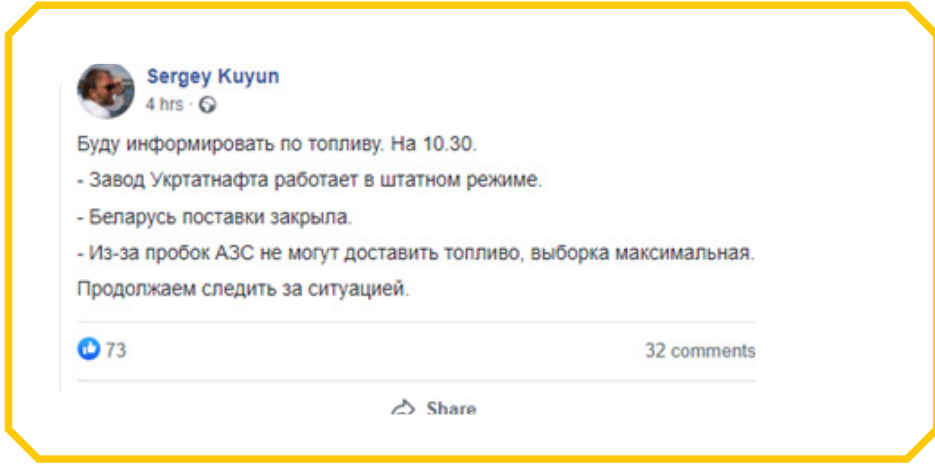 Sergey Kuyun
4 hrs ·
Буду информировать по топливу. На 10.30.
- Завод Укртатнафта работает в штатном режиме.
- Беларусь поставки закрыла.
- Из-за пробок АЗС не могут доставить топливо, выборка максимальная.
Продолжаем следить за ситуацией.
73 32 comments
Share